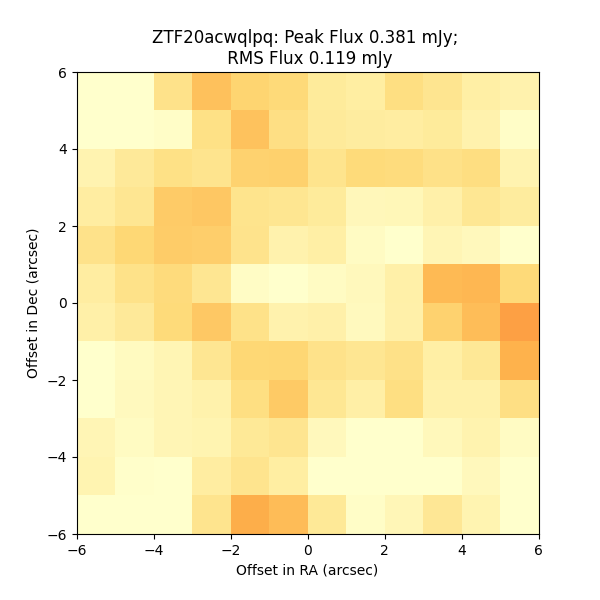 ZTF20acwqlpq: Peak Flux 0.381 mJy;
RMS Flux 0.119 mJy
6
4
2
0
−2
−4
−6
Offset in Dec (arcsec)
−6 −4 −2 0 2 4 6
Offset in RA (arcsec)